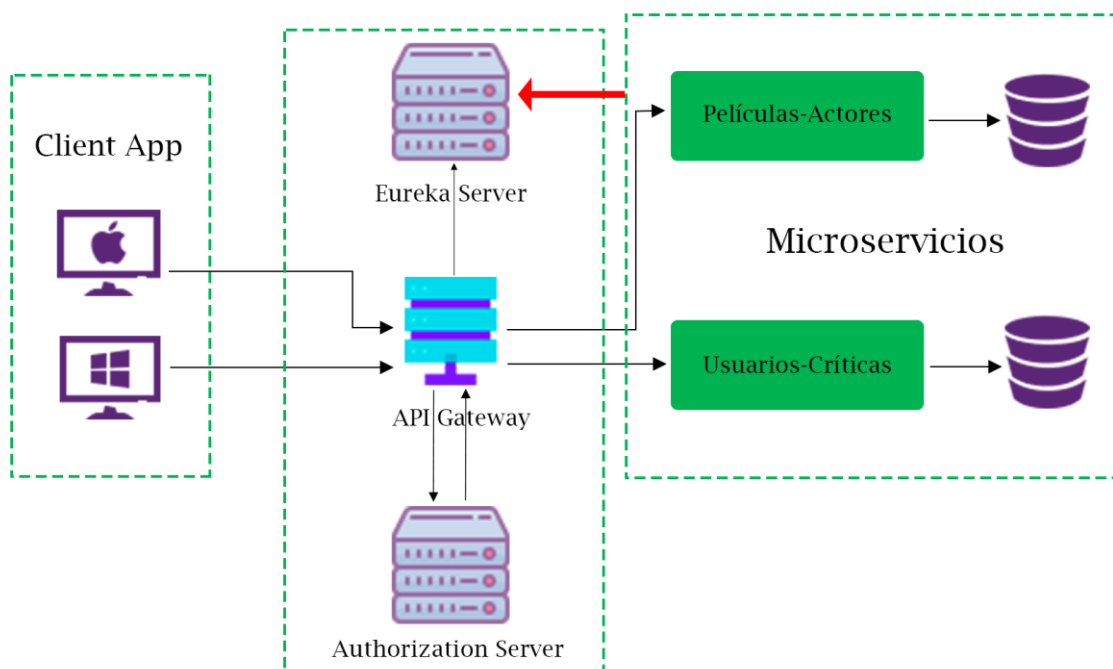 Client App
Eureka Server
API Gateway
Authorization Server
Películas-Actores
Microservicios
Usuarios-Críticas